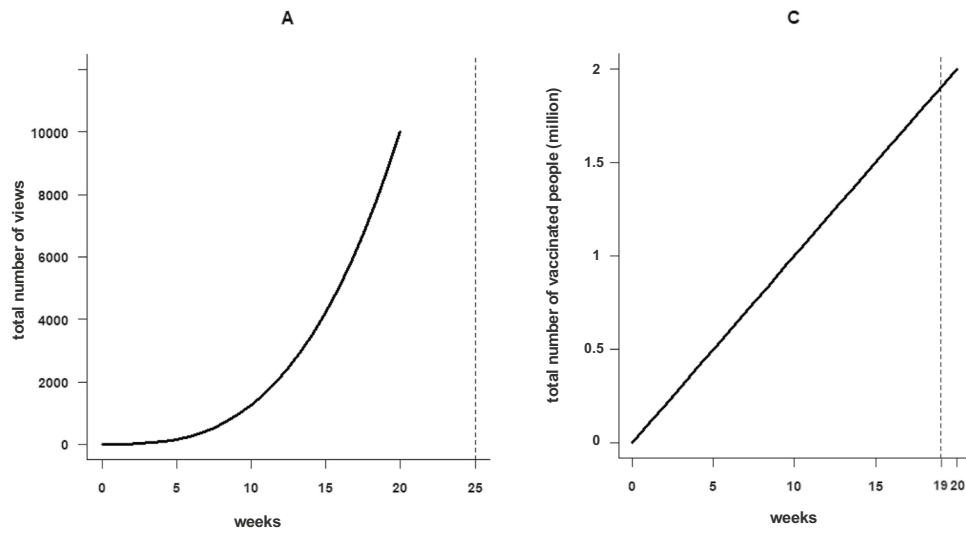 A
total number of views
10000
8000
6000
4000
2000
0
0 5 10 15 20 25
weeks
C
total number of vaccinated people (million)
2
1.5
1
0.5
0
0 5 10 15 19 20
weeks